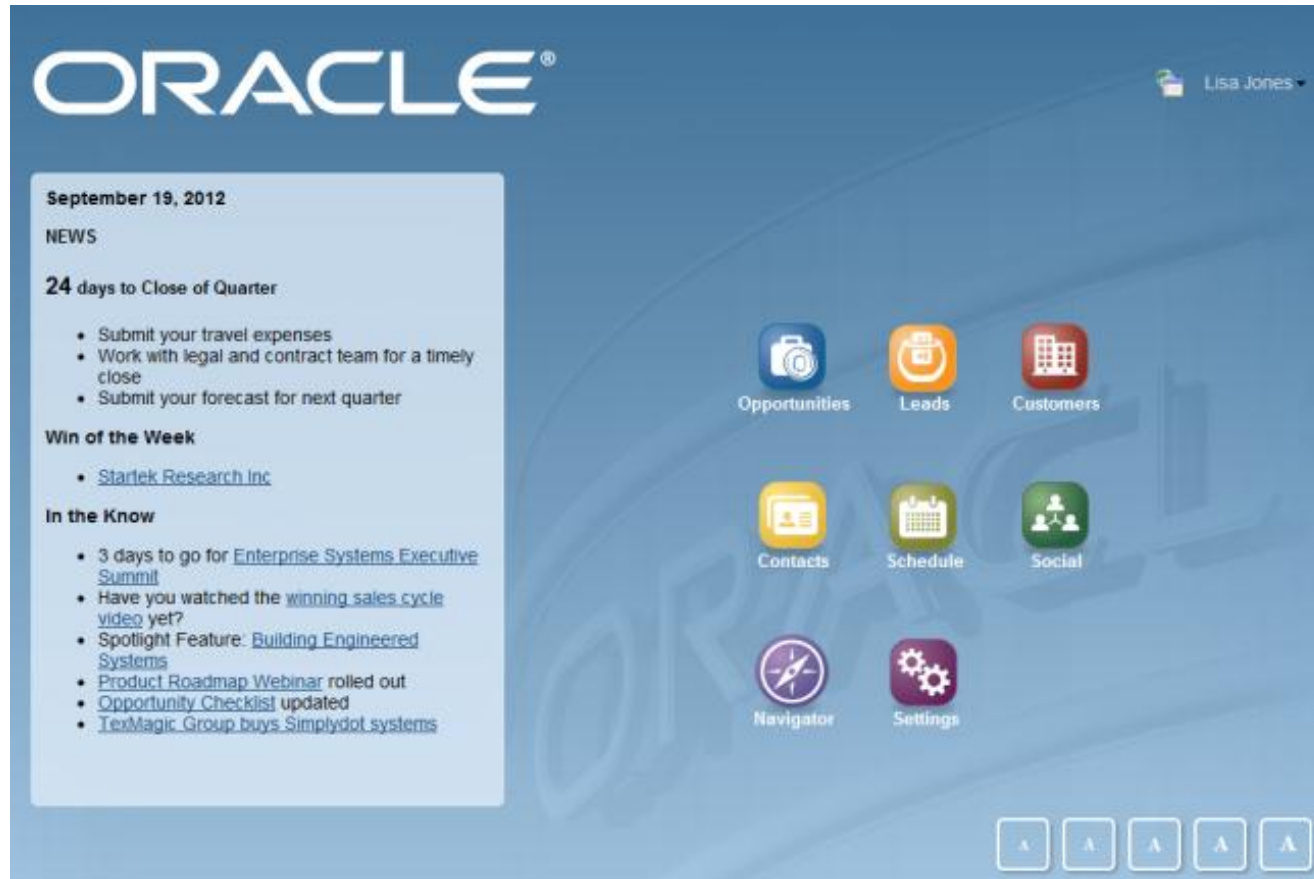 ORACLE®
Lisa Jones
September 19, 2012
NEWS
24 days to Close of Quarter
• Submit your travel expenses
• Work with legal and contract team for a timely
close
• Submit your forecast for next quarter
Win of the Week
• Startek Research Inc
In the Know
• 3 days to go for Enterprise Systems Executive
Summit
• Have you watched the winning sales cycle
video yet?
• Spotlight Feature: Building Engineered
Systems
• Product Roadmap Webinar rolled out
• Opportunity Checklist updated
• TexMagic Group buys Simplydot systems
Opportunities Leads Customers
Contacts Schedule Social
Navigator Settings
ORACL
A A A A A